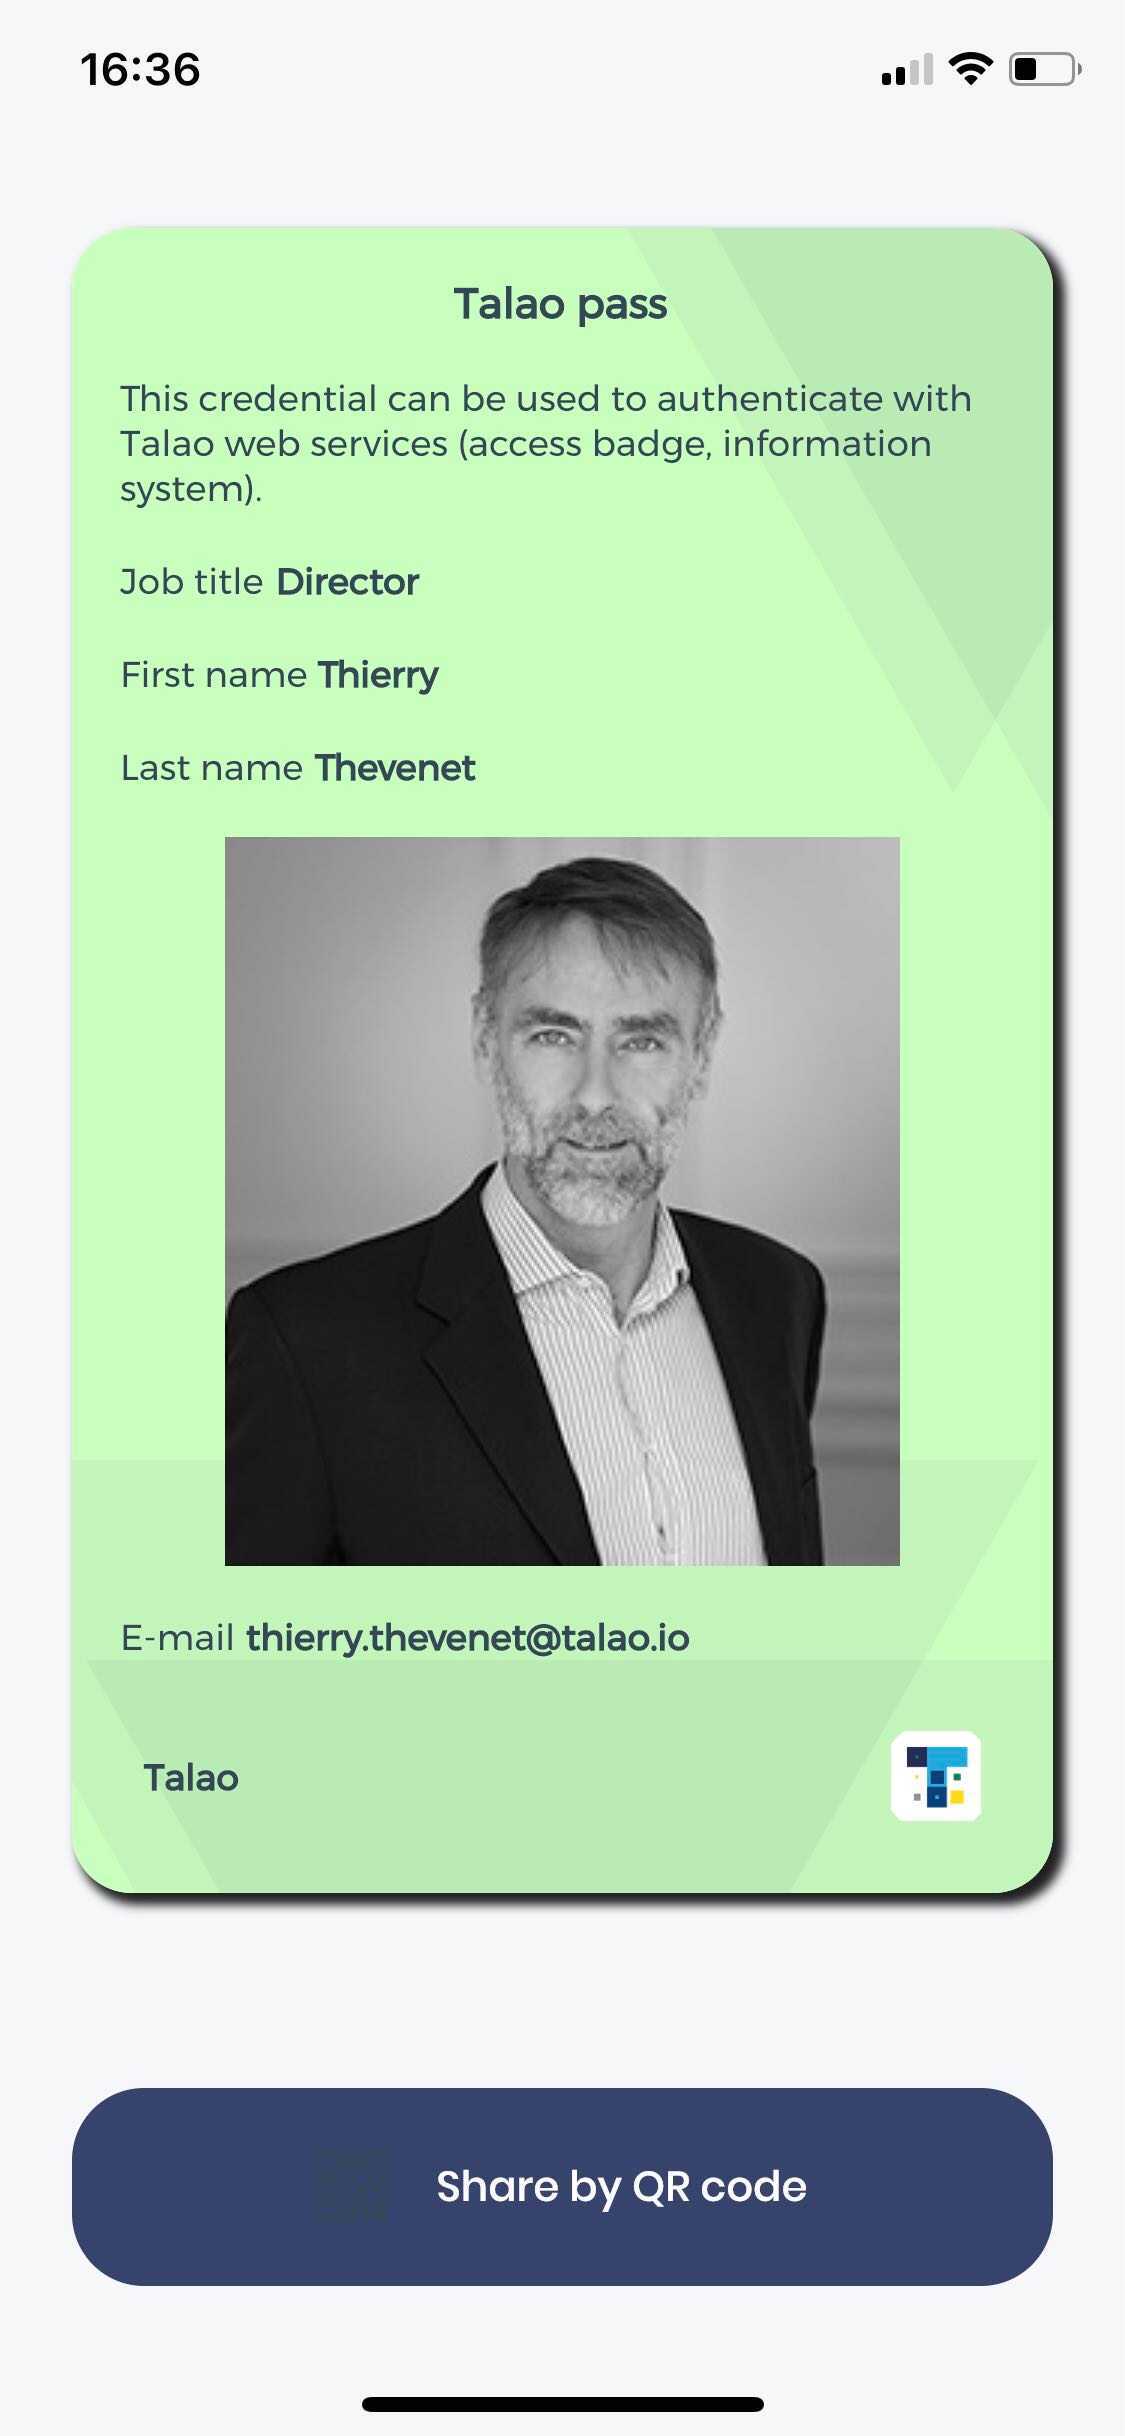 16:36
Talao pass
This credential can be used to authenticate with
Talao web services (access badge, information
system).
Job title Director
First name Thierry
Last name Thevenet
E-mail thierry.thevenet@talao.io
Talao
Share by QR code